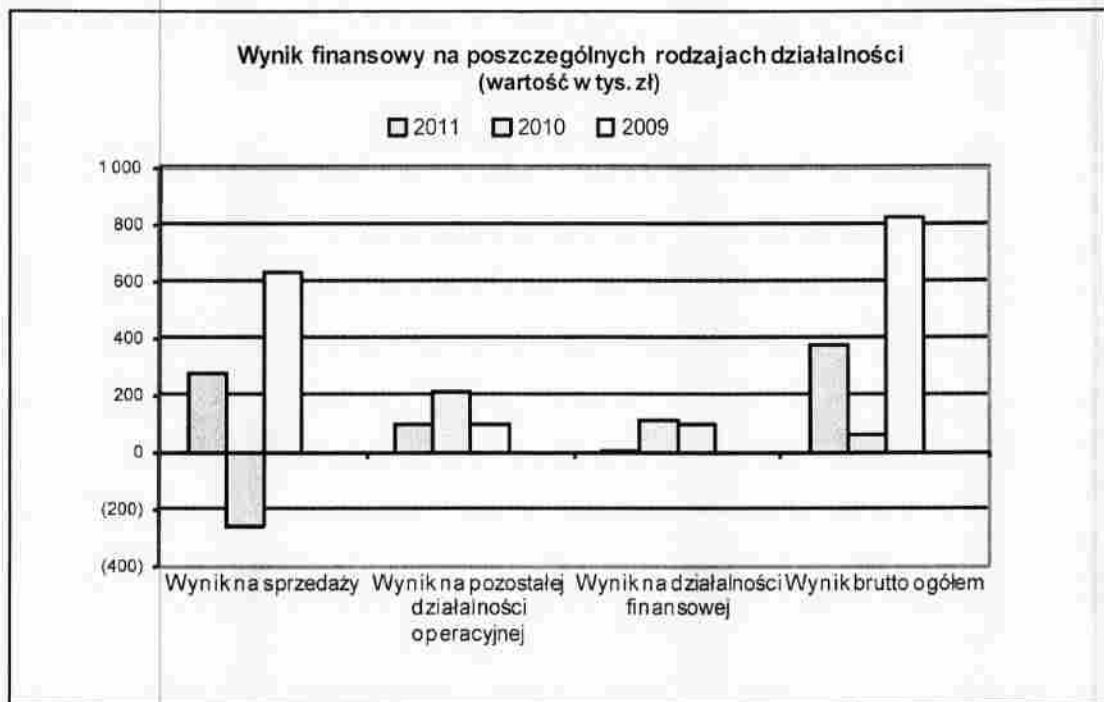 Wynik finansowy na poszczególnych rodzajach działalności
(wartość w tys. zł)
2011 2010 2009
1 000
800
600
400
200
0
(200)
(400)
Wynik na sprzedaży
Wynik na pozostałej
działalności
operacyjnej
Wynik na działalności
finansowej
Wynik brutto ogółem